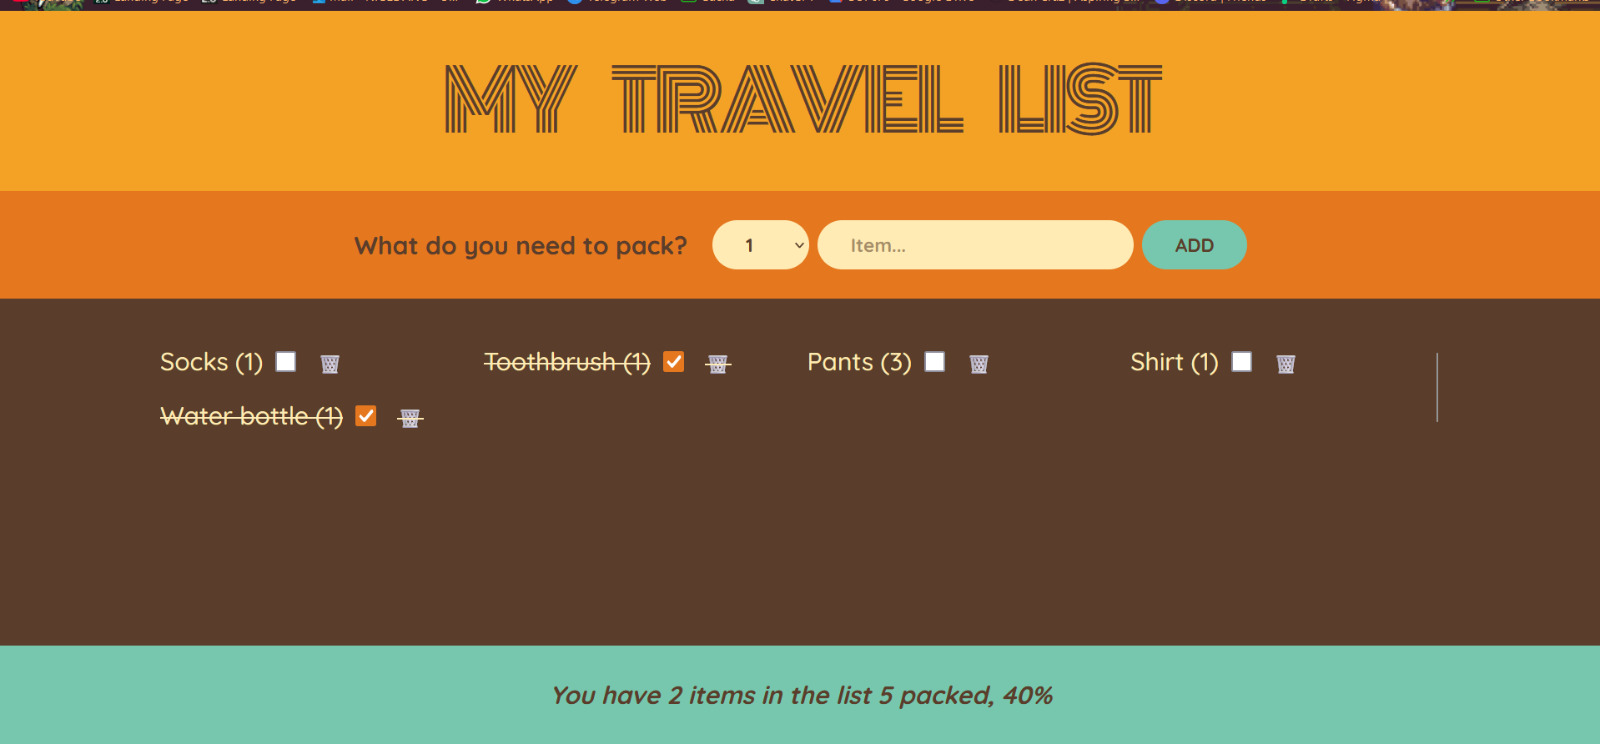 MY TRAVEL LIST
What do you need to pack? 1 Item... ADD
Socks (1) Toothbrush (1) Pants (3) Shirt (1)
Water bottle (1)
You have 2 items in the list 5 packed, 40%